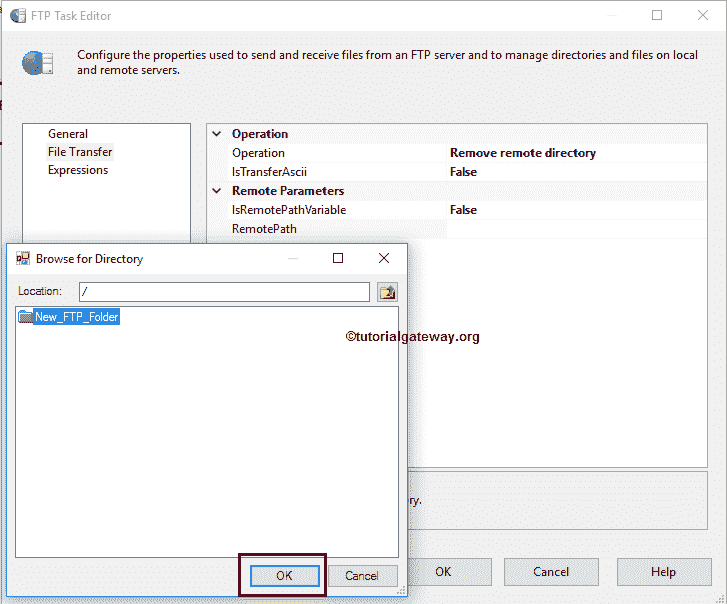 FTP Task Editor
Configure the properties used to send and receive files from an FTP server and to manage directories and files on local
and remote servers.
General
File Transfer
Expressions
Operation
Operation Remove remote directory
IsTransferAscii False
Remote Parameters
IsRemotePathVariable False
RemotePath
Browse for Directory
Location: /
New_FTP_Folder
©tutorialgateway.org
OK Cancel
OK Cancel Help